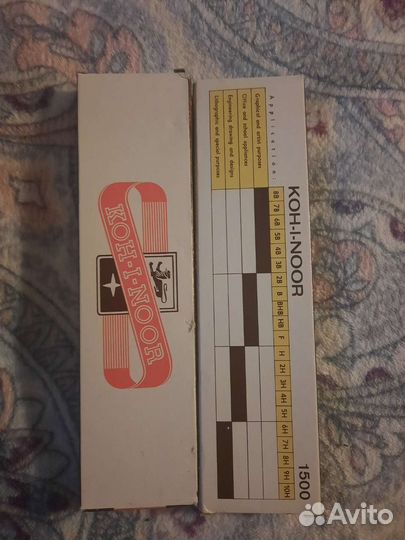 KOH-I-NOOR
KOH-I-NOOR 1500
Application:
8B 7B 6B 5B 4B 3B 2B B BHB HB F H 2H 3H 4H 5H 6H 7H 8H 9H 10H
Graphical and artist purposes
Office and school appliances
Engineering drawing and designs
Lithographic and special purposes
Avito